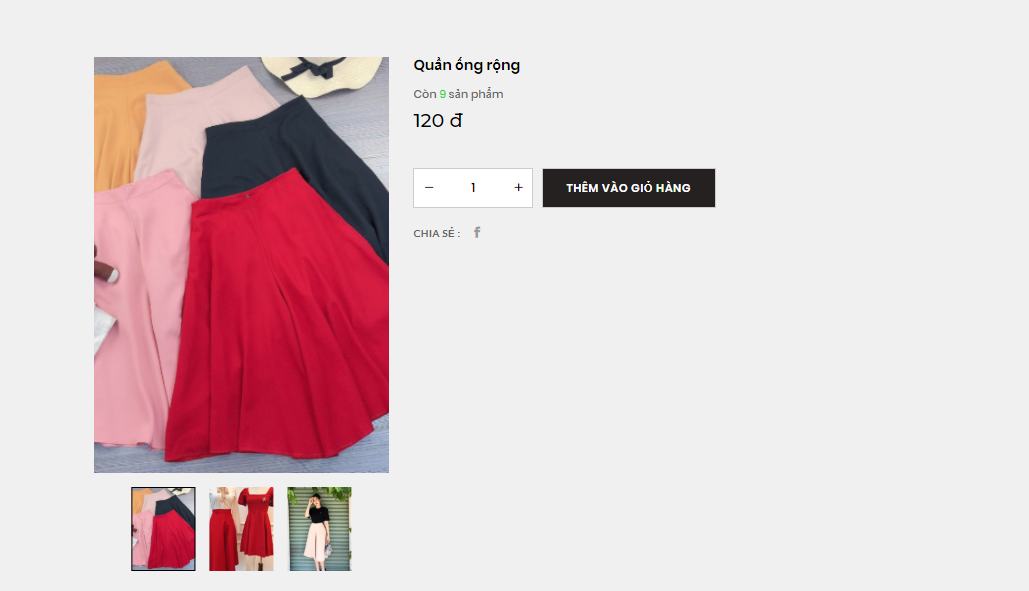 Quần ống rộng
Còn 9 sản phẩm
120 đ
− 1 +
THÊM VÀO GIỎ HÀNG
CHIA SẺ :